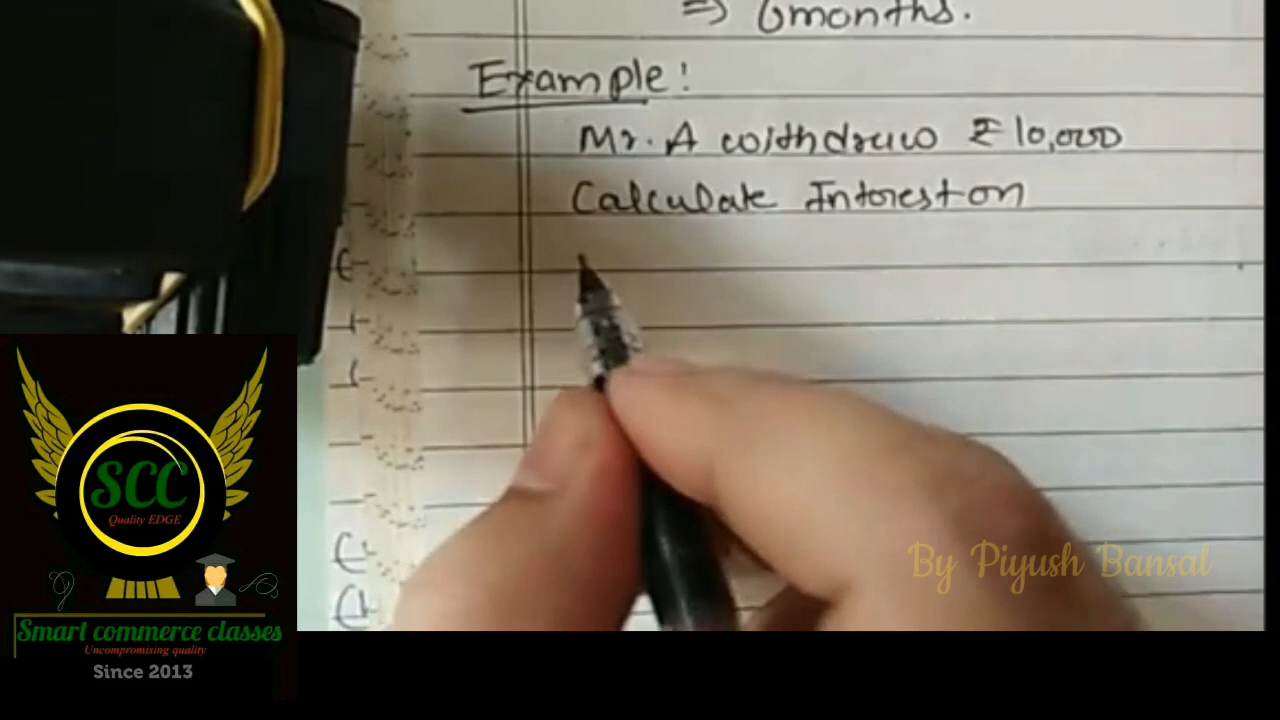 ⇒ 6months.
Example:
Mr. A withdraw ₹ 10,000
Calculate Interest on
SCC
Quality EDGE
By Piyush Bansal
Smart commerce classes
Uncompromising quality
Since 2013